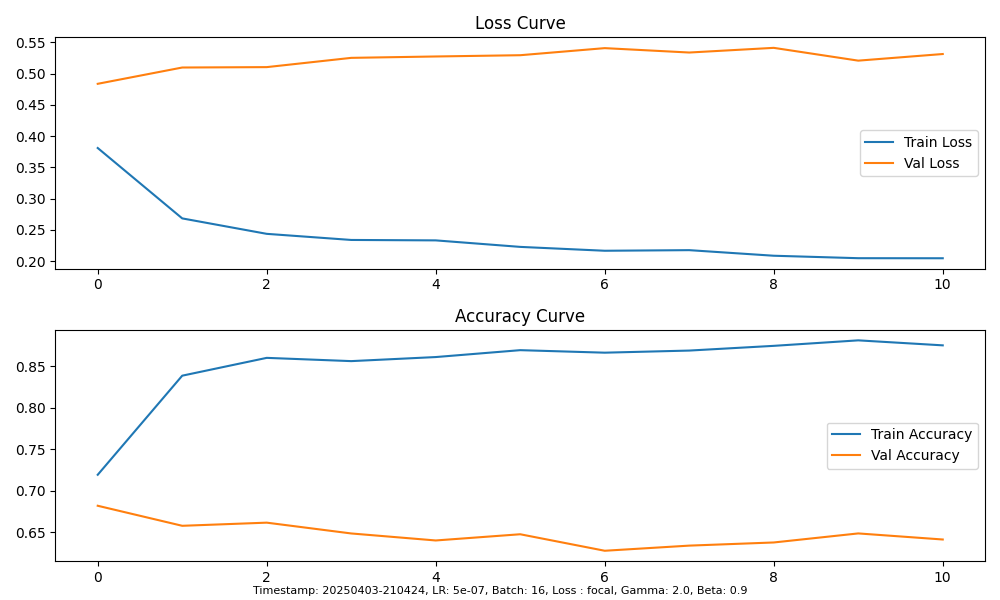 Loss Curve
0.55
0.50
0.45
0.40
0.35
0.30
0.25
0.20
Train Loss
Val Loss
0 2 4 6 8 10
Accuracy Curve
0.85
0.80
0.75
0.70
0.65
Train Accuracy
Val Accuracy
0 2 4 6 8 10
Timestamp: 20250403-210424, LR: 5e-07, Batch: 16, Loss : focal, Gamma: 2.0, Beta: 0.9